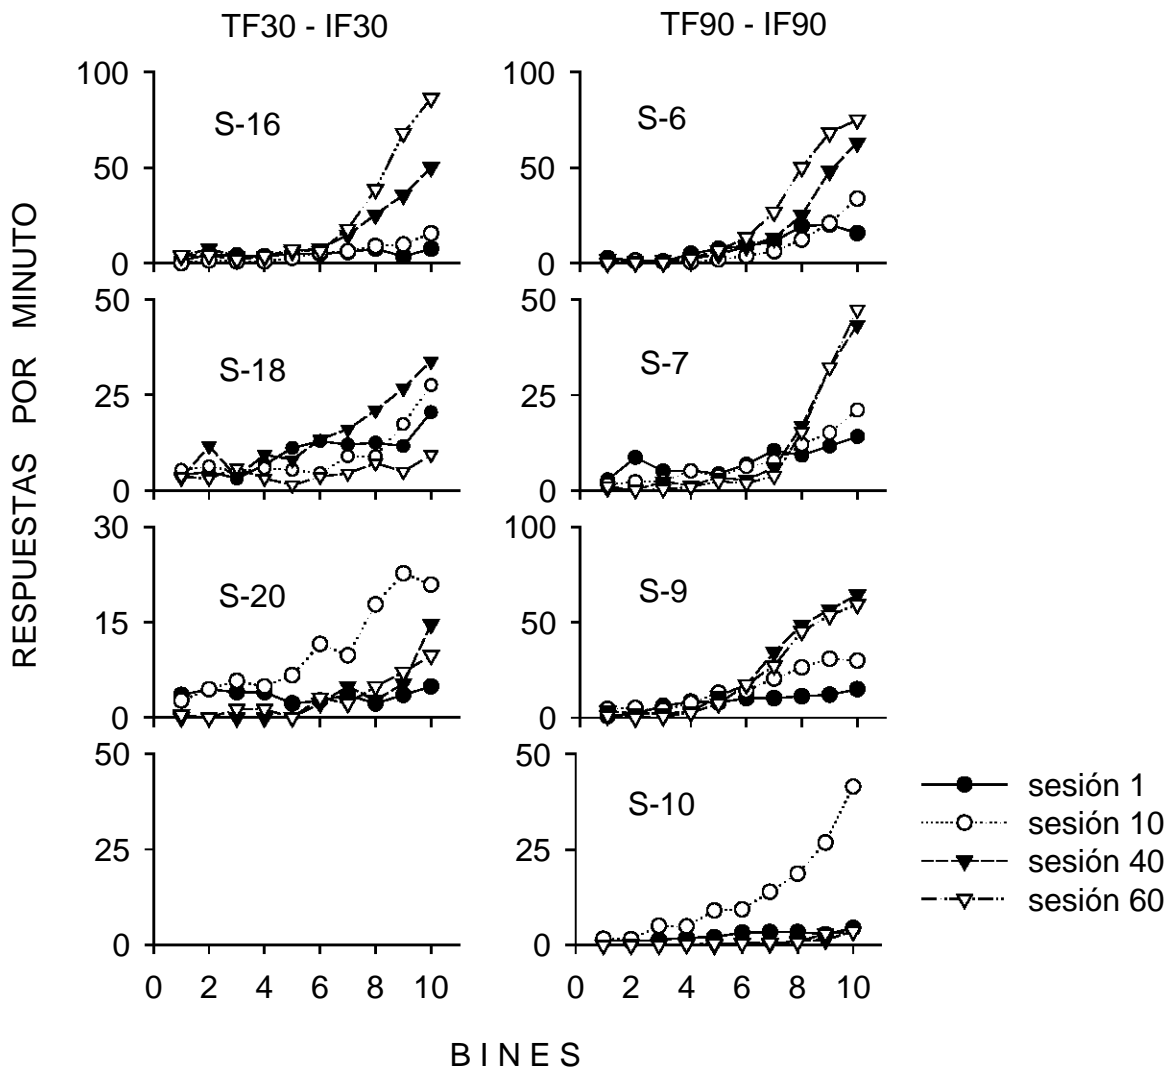 TF30 - IF30
TF90 - IF90
RESPUESTAS POR MINUTO
100
50
0
S-16
100
50
0
S-6
50
25
0
S-18
50
25
0
S-7
30
15
0
S-20
100
50
0
S-9
50
25
0
50
25
0
S-10
0 2 4 6 8 10
0 2 4 6 8 10
BINES
sesión 1
sesión 10
sesión 40
sesión 60